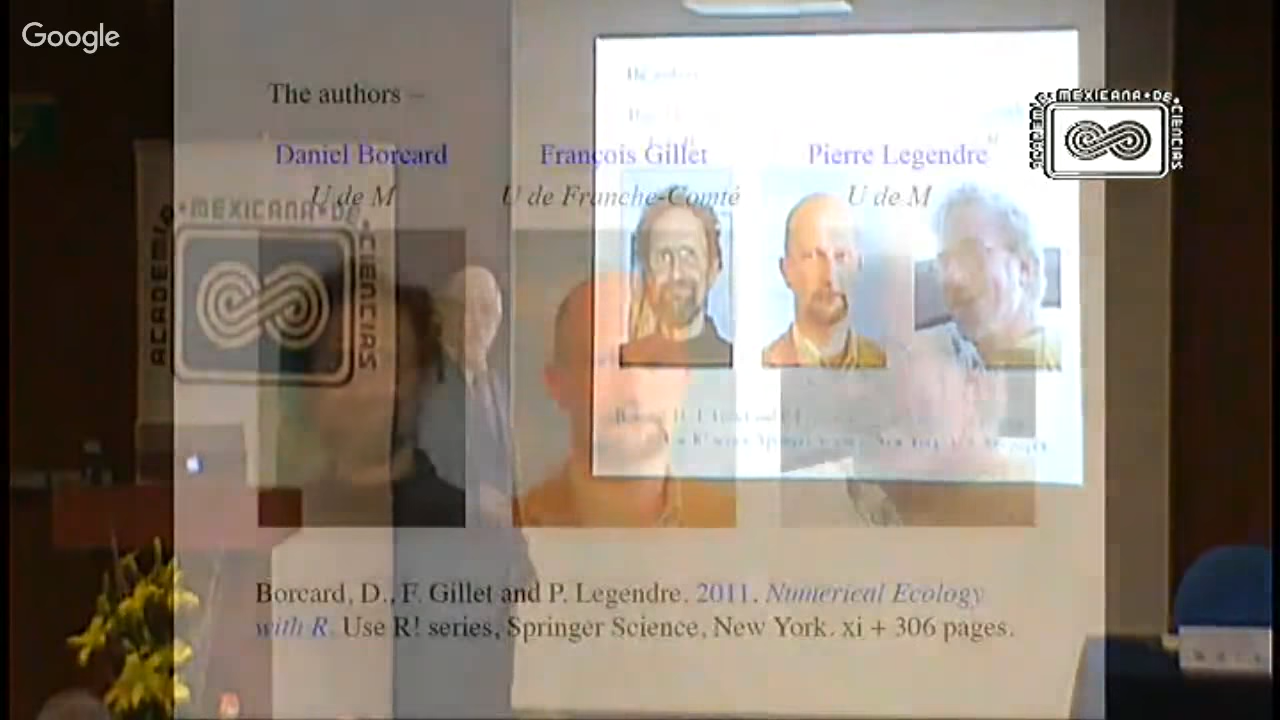 Google
The authors –
Daniel Borcard François Gillet Pierre Legendre
U de M U de Franche-Comté U de M
ACADEMIA MEXICANA DE CIENCIAS
ACADEMIA MEXICANA DE CIENCIAS
Borcard, D., F. Gillet and P. Legendre. 2011. Numerical Ecology
with R. Use R! series, Springer Science, New York. xi + 306 pages.